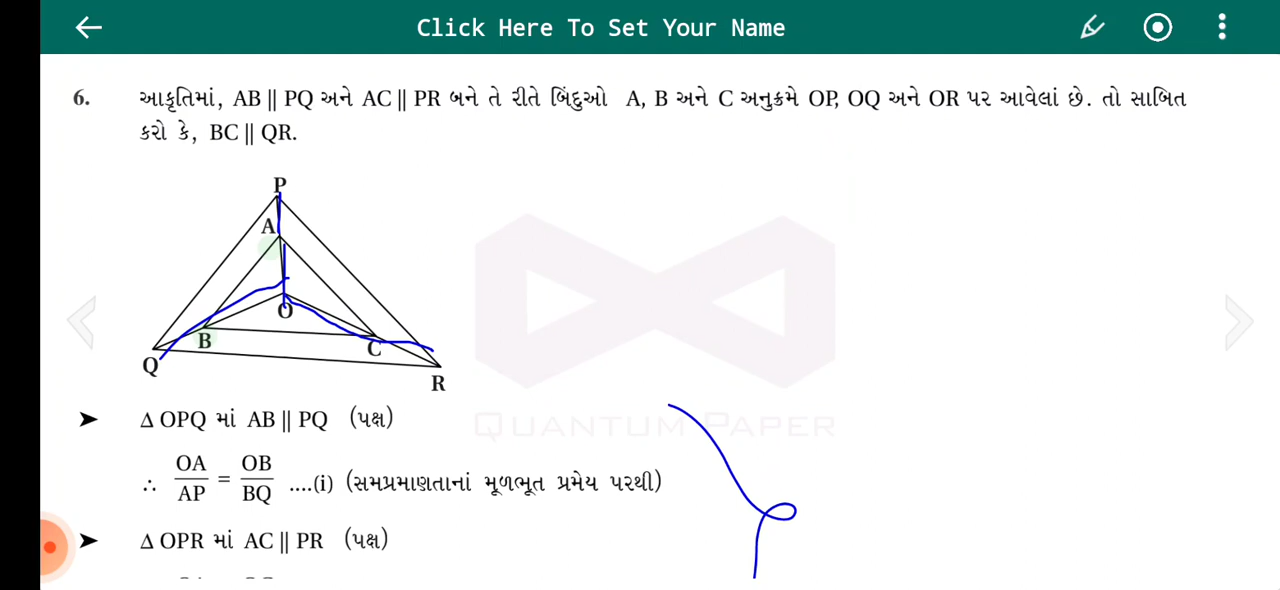 Click Here To Set Your Name
6. આકૃતિમાં, AB || PQ અને AC || PR બને તે રીતે બિંદુઓ A, B અને C અનુક્રમે OP, OQ અને OR પર આવેલાં છે. તો સાબિત
કરો કે, BC || QR.
P
A
O
B
C
Q
R
QUANTUM PAPER
➤ Δ OPQ માં AB || PQ (પક્ષ)
∴ OA/AP = OB/BQ ....(i) (સમપ્રમાણતાનાં મૂળભૂત પ્રમેય પરથી)
➤ Δ OPR માં AC || PR (પક્ષ)